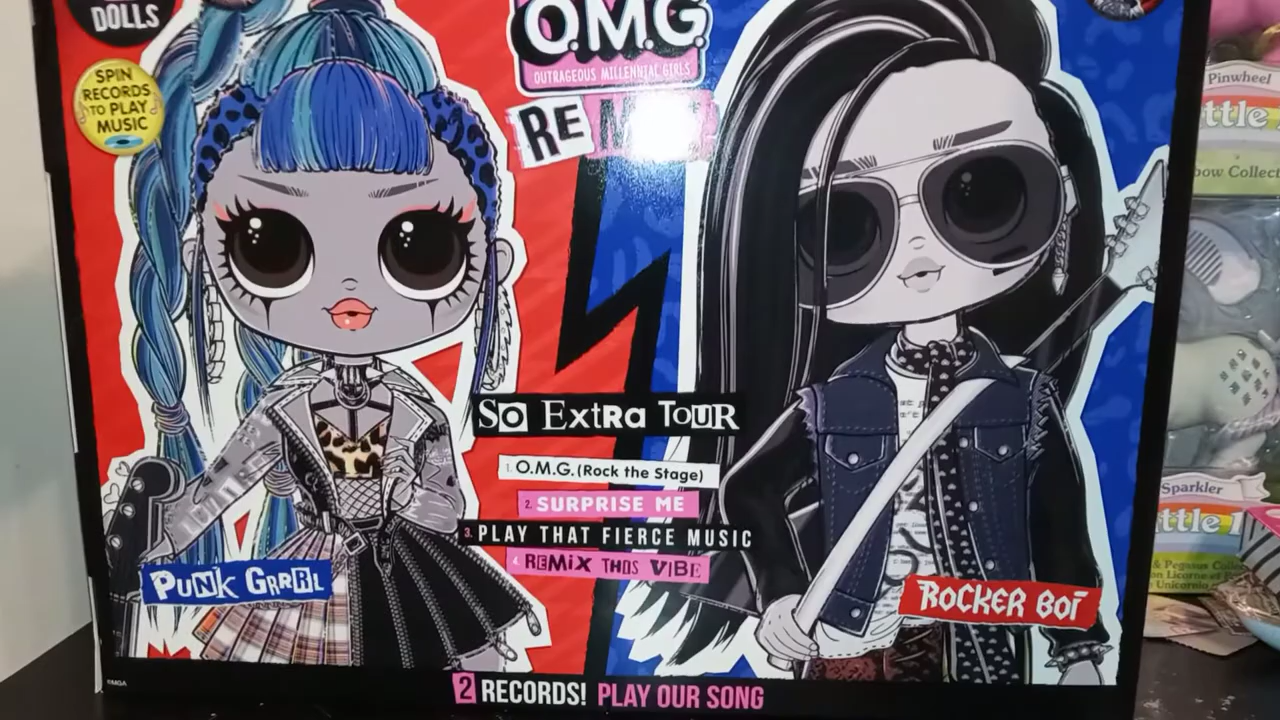 DOLLS
SPIN
RECORDS
TO PLAY
MUSIC
O.M.G.
OUTRAGEOUS MILLENNIAL GIRLS
RE
SO EXTRA TOUR
1. O.M.G. (Rock the Stage)
2. SURPRISE ME
3. PLAY THAT FIERCE MUSIC
4. REMIX THIS VIBE
PUNK GRRRL
ROCKER BOI
2 RECORDS! PLAY OUR SONG
©MGA
Pinwheel
ttle
bow Collect
Sparkler
ttle
& Pegasus Colle